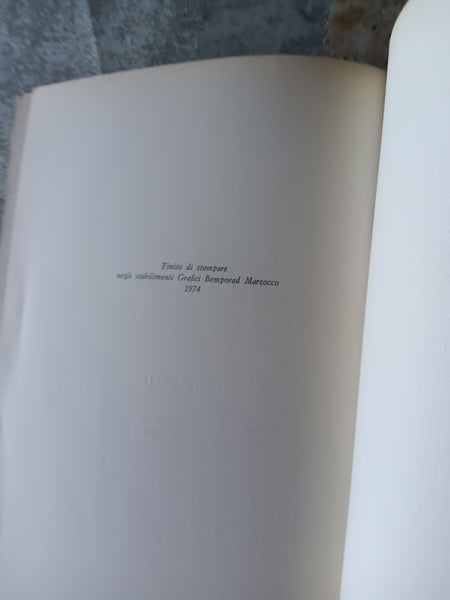 Finito di stampare
negli stabilimenti Grafici Bemporad Marzocco
1974